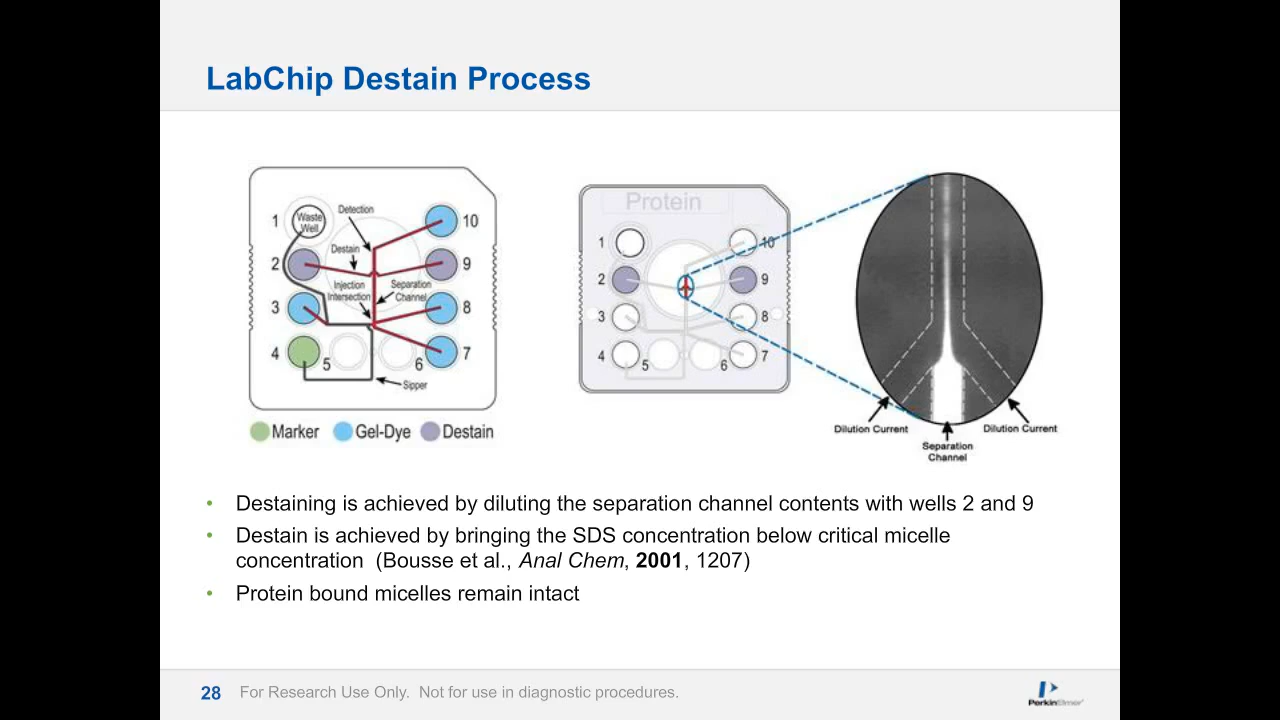 LabChip Destain Process
1
Waste
Well
Detection
10
2
Destain
9
Injection
Intersection
Separation
Channel
3
8
4
5
6
7
Sipper
Marker
Gel-Dye
Destain
Protein
1
10
2
9
3
8
4
5
6
7
Dilution Current
Separation
Channel
Dilution Current
• Destaining is achieved by diluting the separation channel contents with wells 2 and 9
• Destain is achieved by bringing the SDS concentration below critical micelle
concentration (Bousse et al., Anal Chem, 2001, 1207)
• Protein bound micelles remain intact
28
For Research Use Only. Not for use in diagnostic procedures.
PerkinElmer